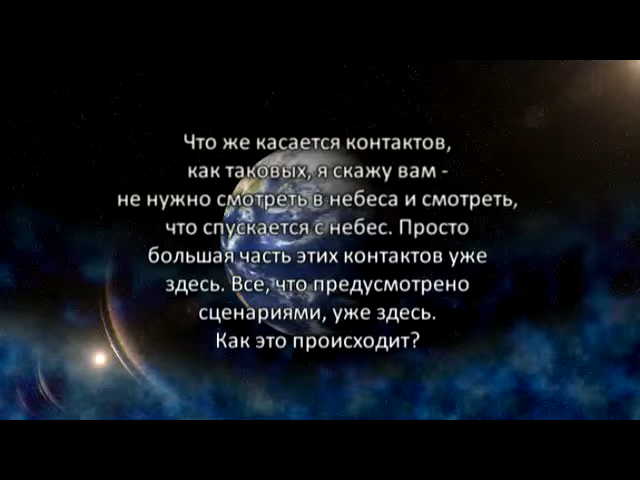 Что же касается контактов,
как таковых, я скажу вам -
не нужно смотреть в небеса и смотреть,
что спускается с небес. Просто
большая часть этих контактов уже
здесь. Все, что предусмотрено
сценариями, уже здесь.
Как это происходит?